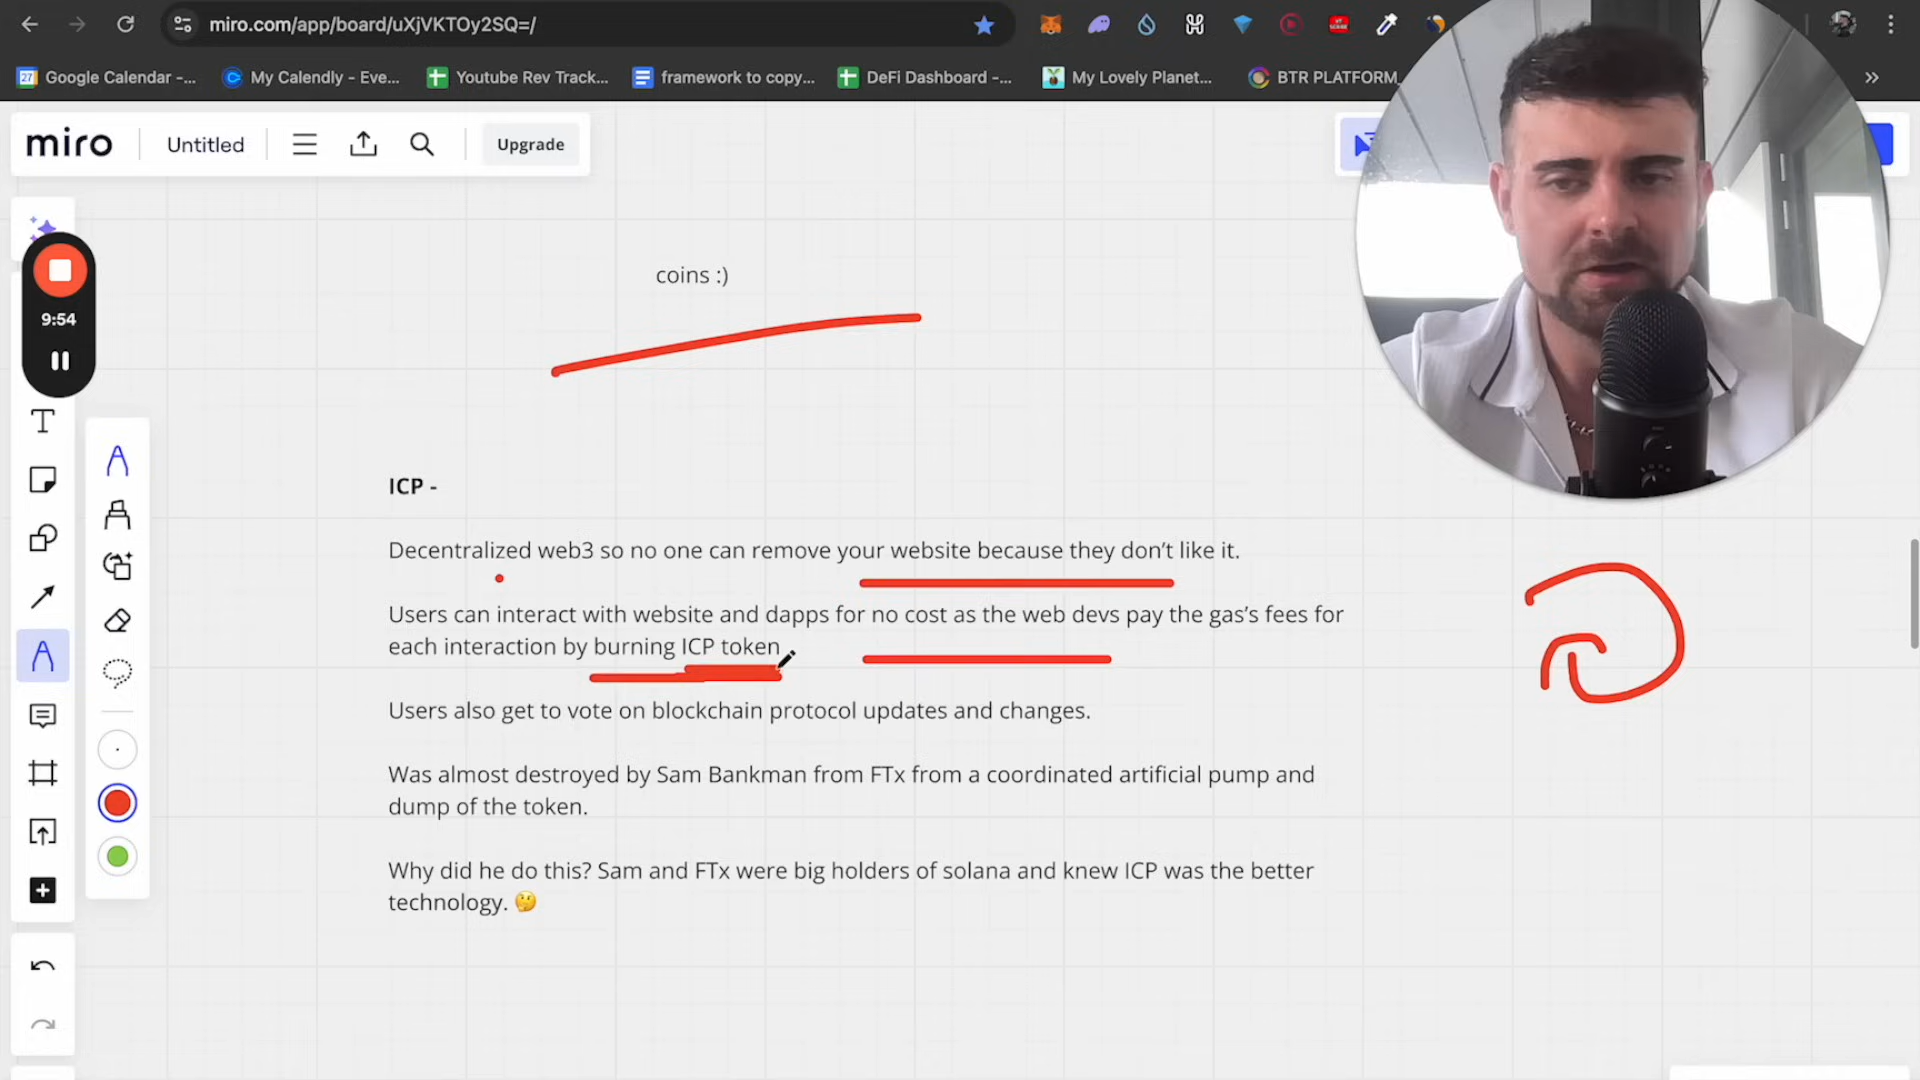 miro.com/app/board/uXjVKTOy2SQ=/
27 Google Calendar -... My Calendly - Eve... Youtube Rev Track... framework to copy... DeFi Dashboard -... My Lovely Planet... BTR PLATFORM
miro Untitled Upgrade
9:54
coins :)
ICP -
Decentralized web3 so no one can remove your website because they don't like it.
Users can interact with website and dapps for no cost as the web devs pay the gas's fees for
each interaction by burning ICP token
Users also get to vote on blockchain protocol updates and changes.
Was almost destroyed by Sam Bankman from FTx from a coordinated artificial pump and
dump of the token.
Why did he do this? Sam and FTx were big holders of solana and knew ICP was the better
technology. 🤔